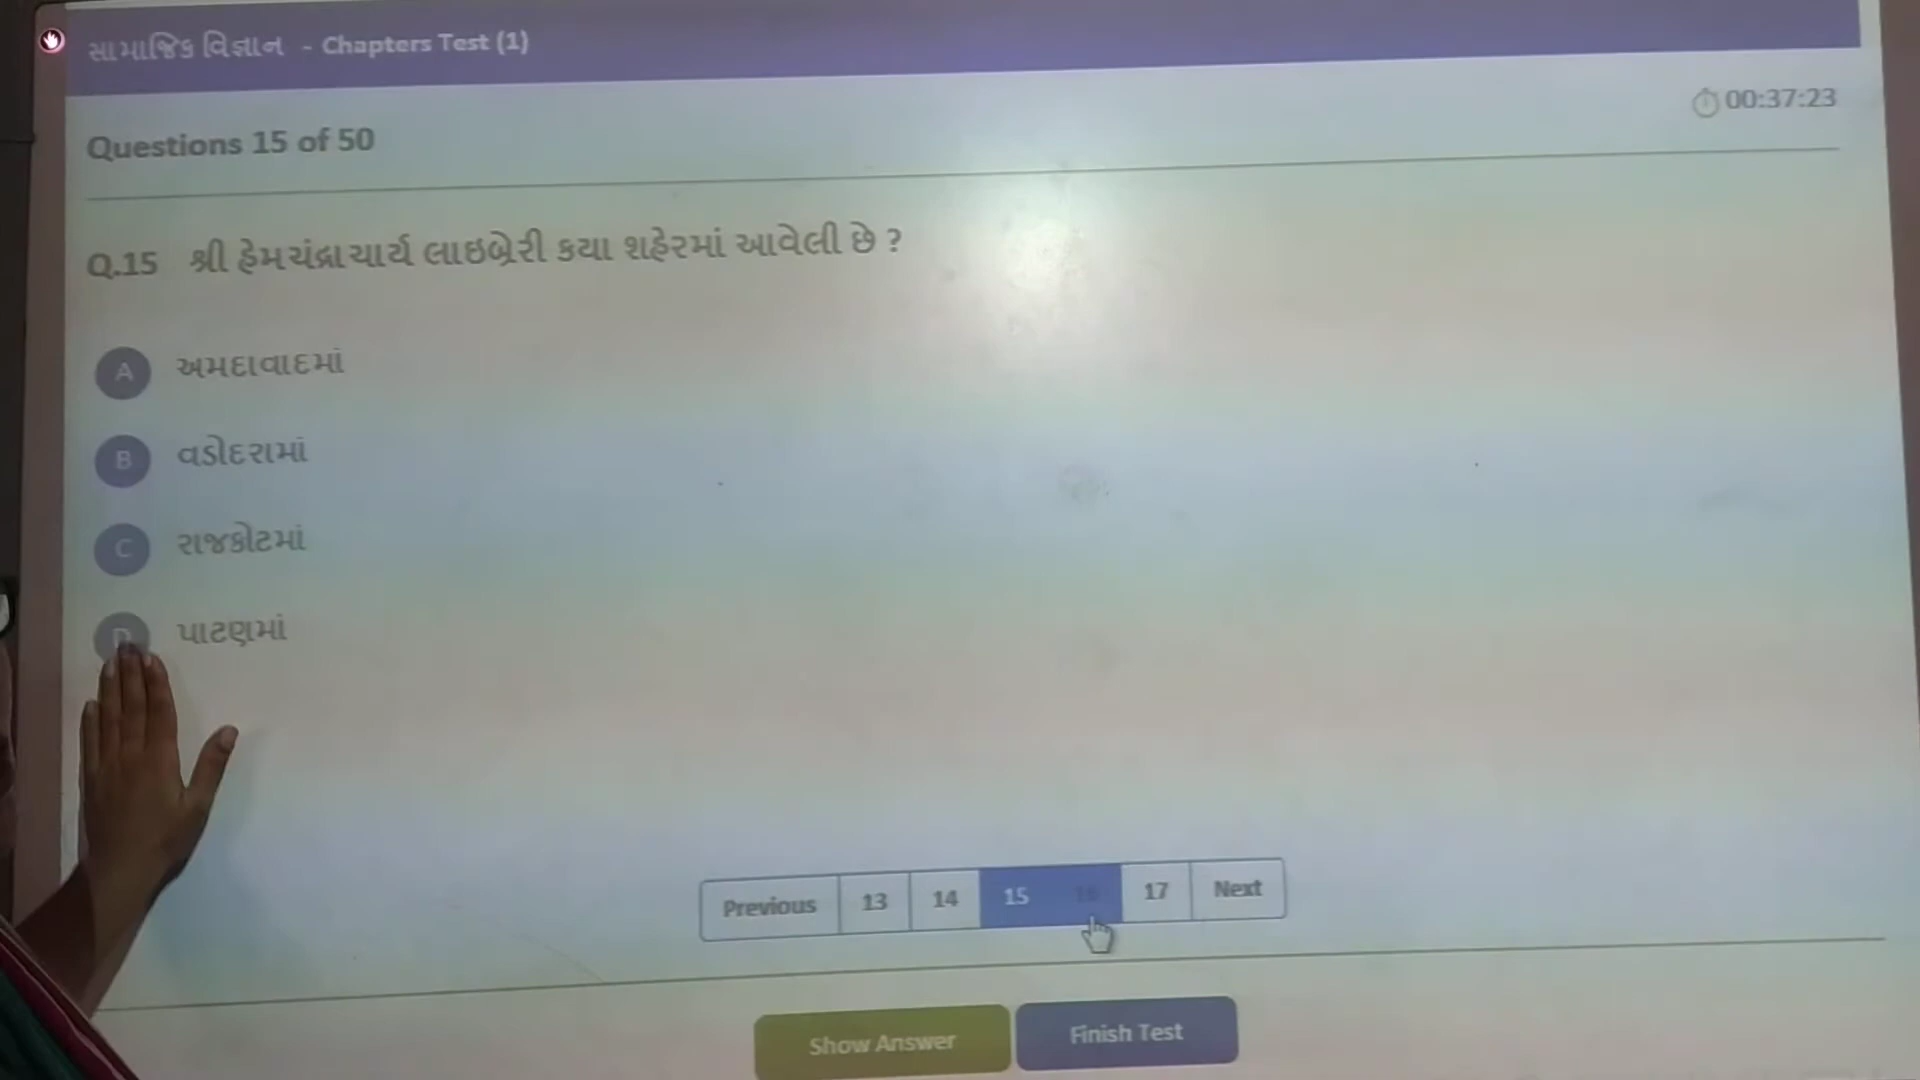 સામાજિક વિજ્ઞાન - Chapters Test (1)
00:37:23
Questions 15 of 50
Q.15 શ્રી હેમચંદ્રાચાર્ય લાઇબ્રેરી કયા શહેરમાં આવેલી છે ?
A અમદાવાદમાં
B વડોદરામાં
C રાજકોટમાં
D પાટણમાં
Previous 13 14 15 16 17 Next
Show Answer Finish Test